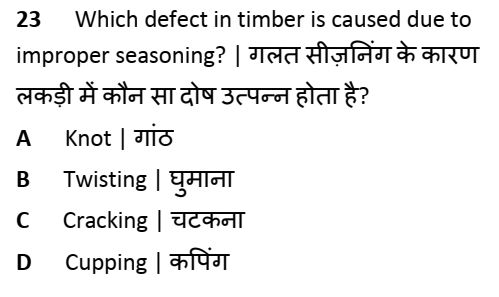 23 Which defect in timber is caused due to
improper seasoning? | गलत सीज़निंग के कारण
लकड़ी में कौन सा दोष उत्पन्न होता है?
A Knot | गांठ
B Twisting | घुमाना
C Cracking | चटकना
D Cupping | कपिंग